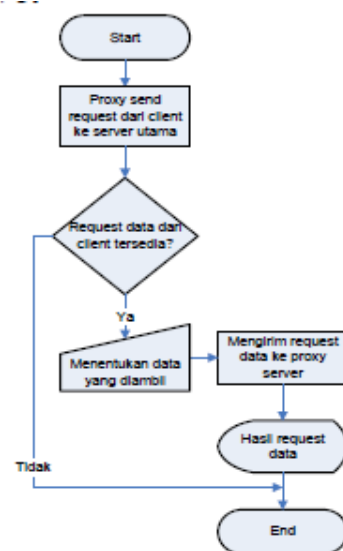 Start
Proxy send
request dari client
ke server utama
Request data dari
client tersedia?
Ya
Menentukan data
yang diambil
Mengirim request
data ke proxy
server
Hasil request
data
Tidak
End